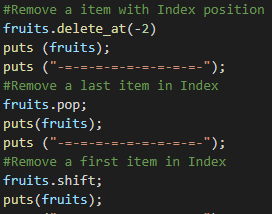 #Remove a item with Index position
fruits.delete_at(-2)
puts (fruits);
puts ("-=-=-=-=-=-=-=-=-");
#Remove a last item in Index
fruits.pop;
puts(fruits);
puts ("-=-=-=-=-=-=-=-=-");
#Remove a first item in Index
fruits.shift;
puts(fruits);